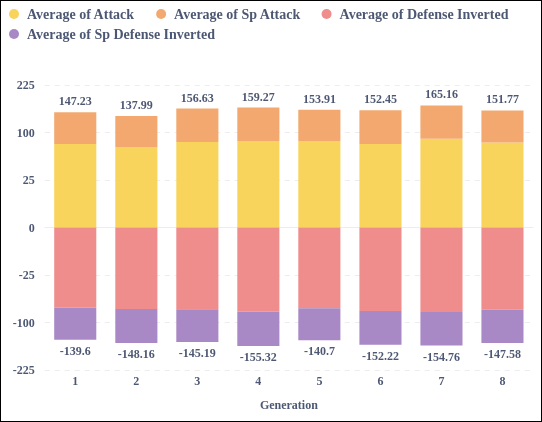 Average of Attack Average of Sp Attack Average of Defense Inverted
Average of Sp Defense Inverted
225
147.23 137.99 156.63 159.27 153.91 152.45 165.16 151.77
100
25
0
-25
-100
-139.6 -148.16 -145.19 -155.32 -140.7 -152.22 -154.76 -147.58
-225
1 2 3 4 5 6 7 8
Generation